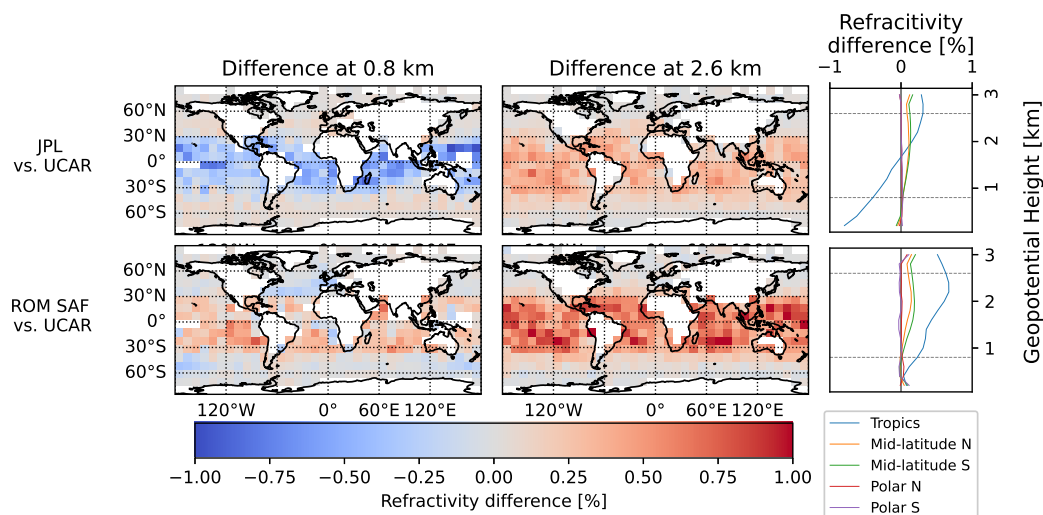 Refracitivity
difference [%]
Difference at 0.8 km
Difference at 2.6 km
−1 0 1
60°N
30°N
0°
30°S
60°S
JPL
vs. UCAR
3
2
1
Geopotential Height [km]
60°N
30°N
0°
30°S
60°S
ROM SAF
vs. UCAR
3
2
1
120°W 0° 60°E 120°E
120°W 0° 60°E 120°E
−1.00 −0.75 −0.50 −0.25 0.00 0.25 0.50 0.75 1.00
Refractivity difference [%]
Tropics
Mid-latitude N
Mid-latitude S
Polar N
Polar S